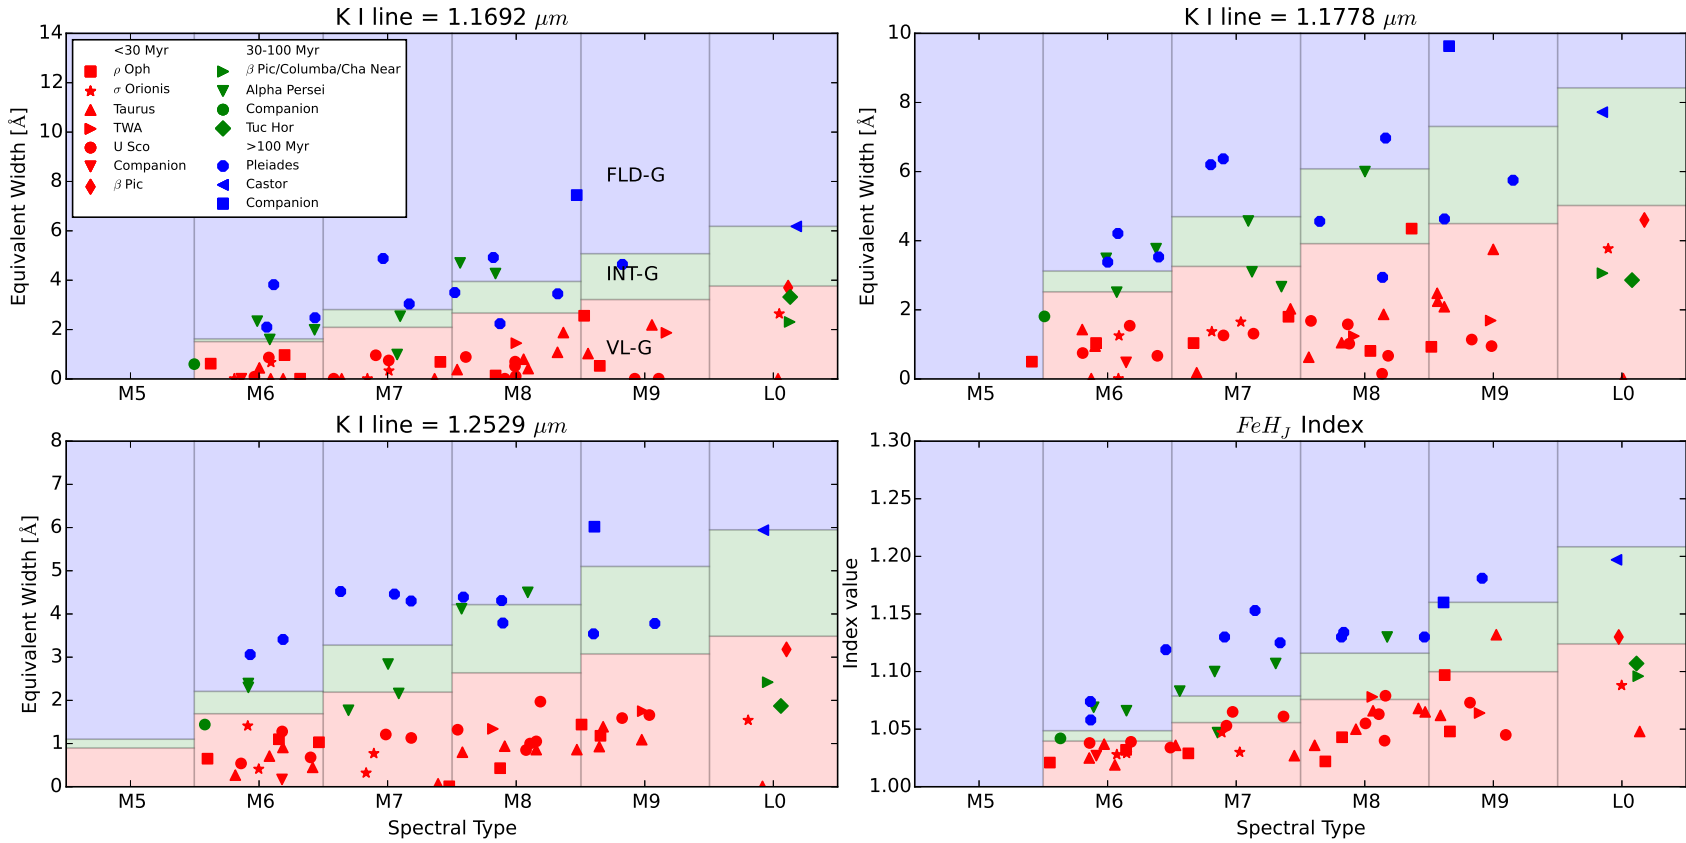 K I line = 1.1692 μm
Equivalent Width [Å]
14
12
10
8
6
4
2
0
<30 Myr
ρ Oph
σ Orionis
Taurus
TWA
U Sco
Companion
β Pic
30-100 Myr
β Pic/Columba/Cha Near
Alpha Persei
Companion
Tuc Hor
>100 Myr
Pleiades
Castor
Companion
FLD-G
INT-G
VL-G
M5 M6 M7 M8 M9 L0
K I line = 1.1778 μm
Equivalent Width [Å]
10
8
6
4
2
0
M5 M6 M7 M8 M9 L0
K I line = 1.2529 μm
Equivalent Width [Å]
8
7
6
5
4
3
2
1
0
M5 M6 M7 M8 M9 L0
Spectral Type
FeH_J Index
Index value
1.30
1.25
1.20
1.15
1.10
1.05
1.00
M5 M6 M7 M8 M9 L0
Spectral Type